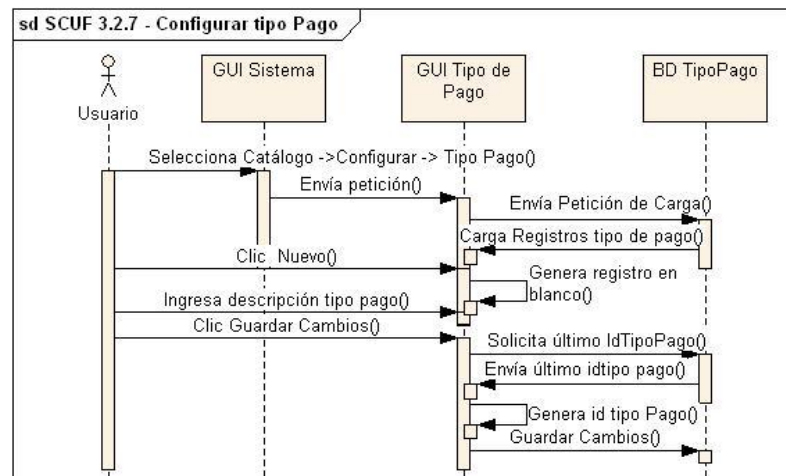 sd SCUF 3.2.7 - Configurar tipo Pago
Usuario
GUI Sistema
GUI Tipo de
Pago
BD TipoPago
Selecciona Catálogo ->Configurar -> Tipo Pago()
Envía petición()
Envía Petición de Carga()
Carga Registros tipo de pago()
Clic Nuevo()
Genera registro en
blanco()
Ingresa descripción tipo pago()
Clic Guardar Cambios()
Solicita último IdTipoPago()
Envía último idtipo pago()
Genera id tipo Pago()
Guardar Cambios()